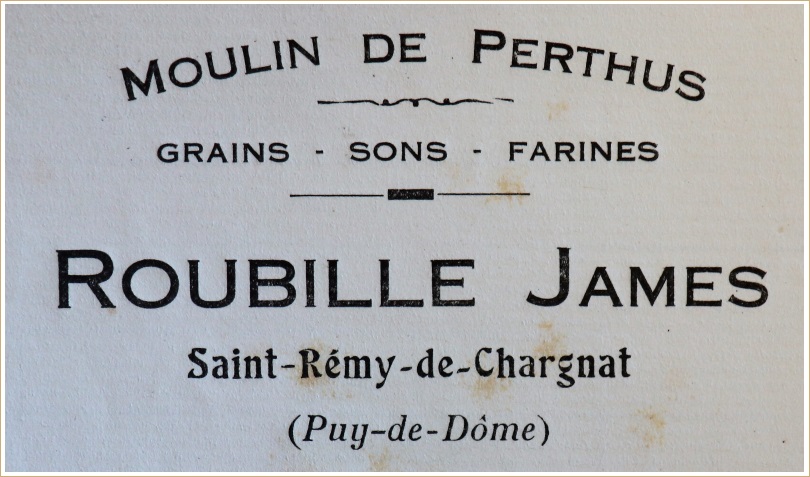 MOULIN DE PERTHUS
GRAINS - SONS - FARINES
ROUBILLE JAMES
Saint-Rémy-de-Chargnat
(Puy-de-Dôme)